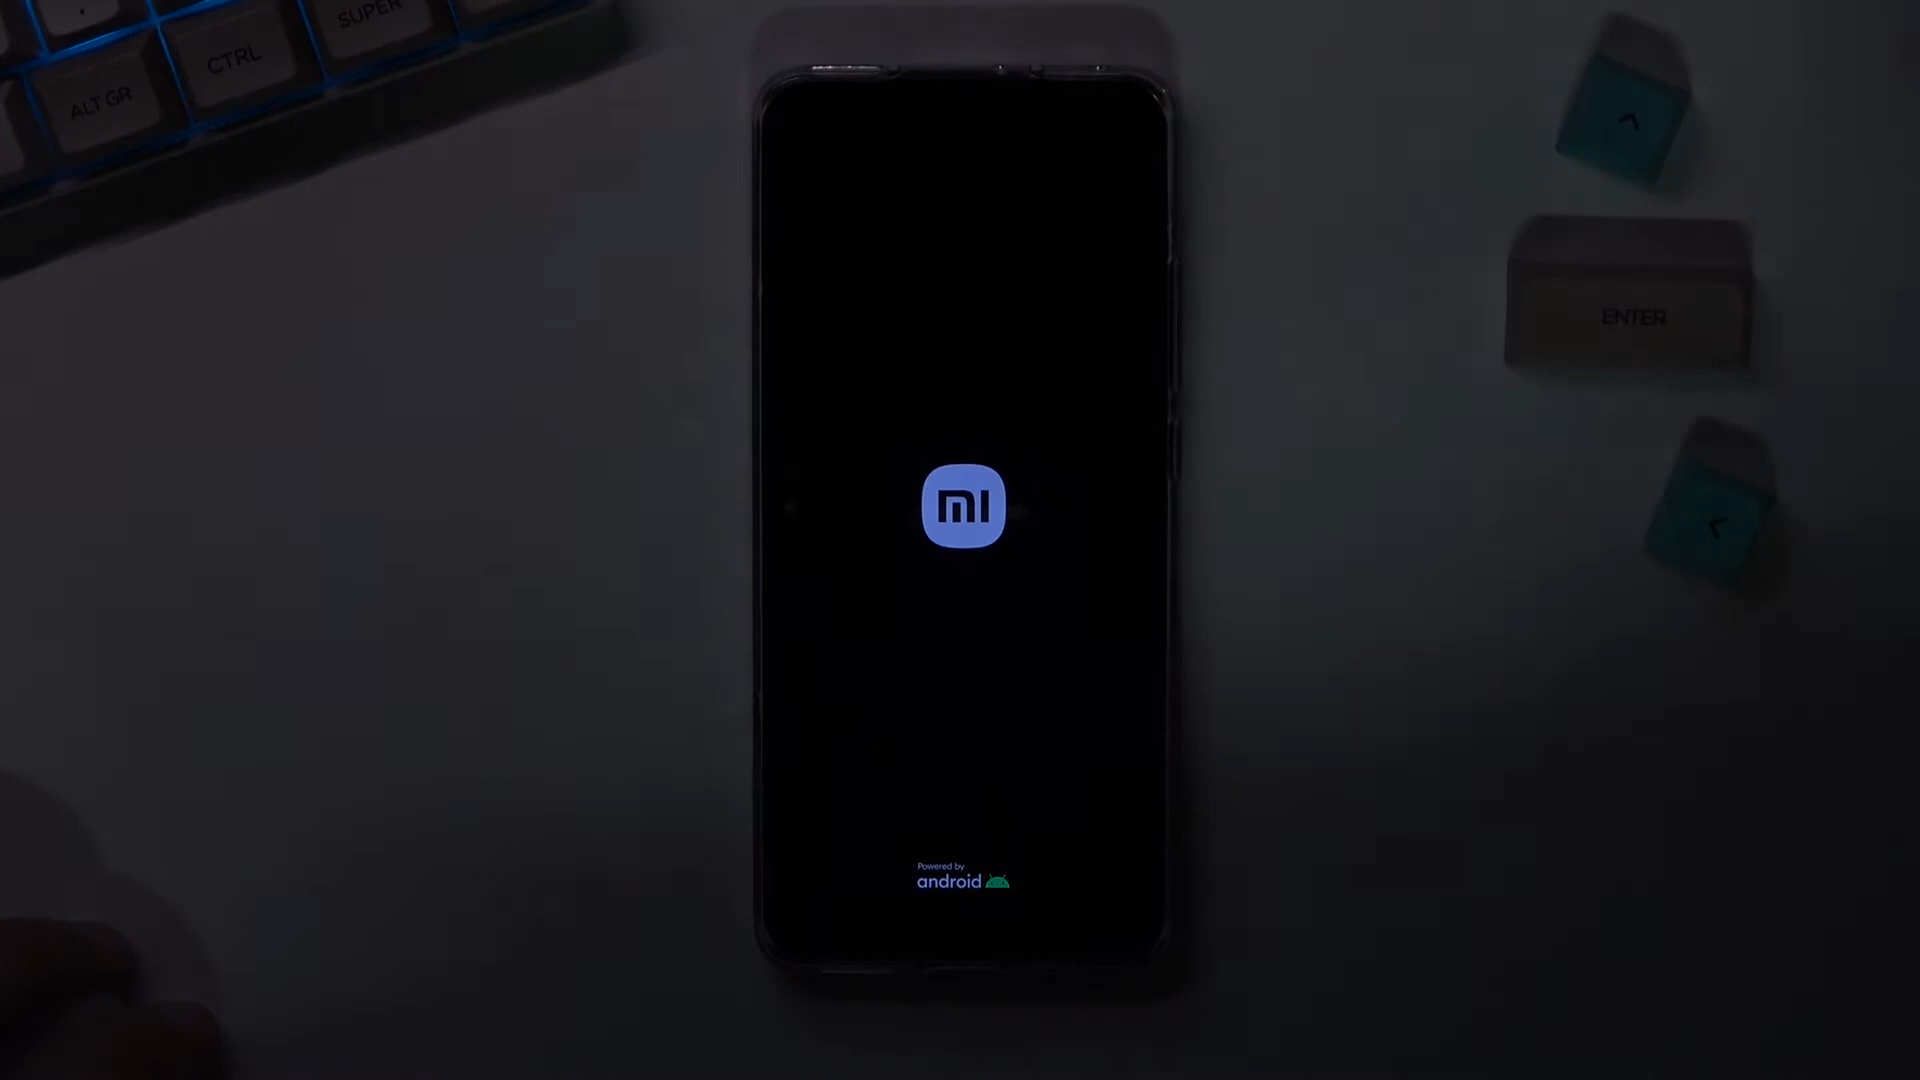 SUPER
CTRL
ALT GR
ENTER
mi
Powered by
android